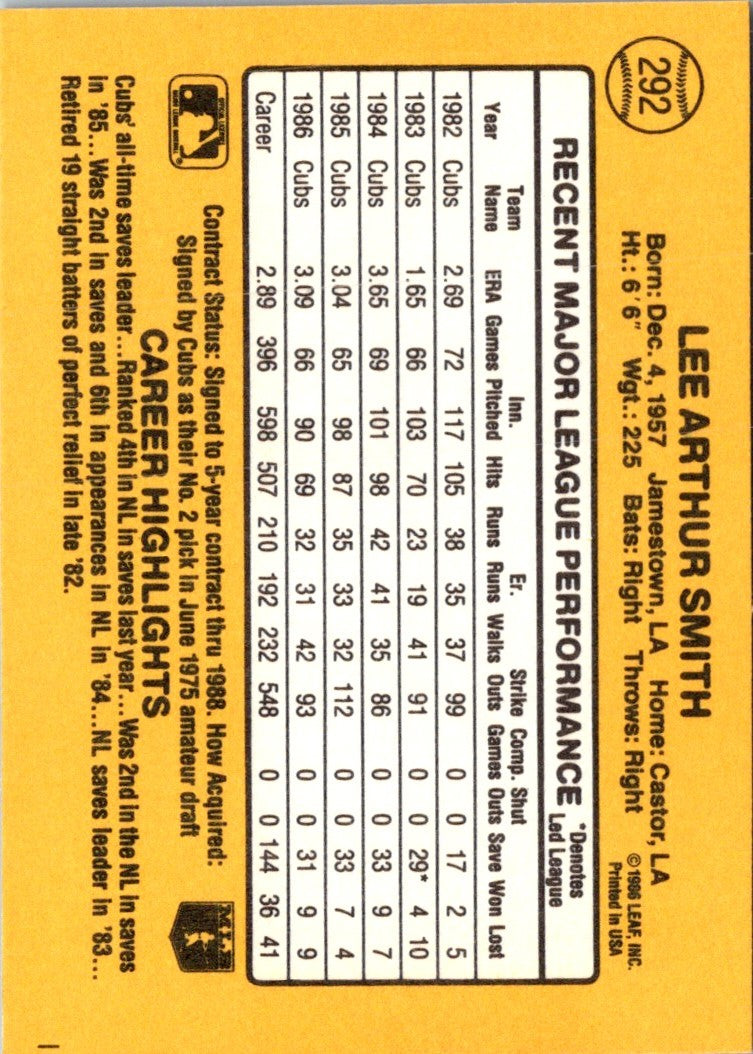 292
LEE ARTHUR SMITH
Born: Dec. 4, 1957 Jamestown, LA Home: Castor, LA
Ht.: 6'6" Wgt.: 225 Bats: Right Throws: Right
©1986 LEAF, INC.
Printed in USA
RECENT MAJOR LEAGUE PERFORMANCE
*Denotes
Led League
Team Inn. Er. Strike Comp. Shut
Year Name ERA Games Pitched Hits Runs Runs Walks Outs Games Outs Save Won Lost
1982 Cubs 2.69 72 117 105 38 35 37 99 0 0 17 2 5
1983 Cubs 1.65 66 103 70 23 19 41 91 0 0 29* 4 10
1984 Cubs 3.65 69 101 98 42 41 35 86 0 0 33 9 7
1985 Cubs 3.04 65 98 87 35 33 32 112 0 0 33 7 4
1986 Cubs 3.09 66 90 69 32 31 42 93 0 0 31 9 9
Career 2.89 396 598 507 210 192 232 548 0 0 144 36 41
Contract Status: Signed to 5-year contract thru 1988. How Acquired:
Signed by Cubs as their No. 2 pick in June 1975 amateur draft
MLB
CAREER HIGHLIGHTS
Cubs' all-time saves leader...Ranked 4th in NL in saves last year...Was 2nd in the NL in saves
in '85...Was 2nd in saves and 6th in appearances in NL in '84...NL saves leader in '83...
Retired 19 straight batters of perfect relief in late '82.